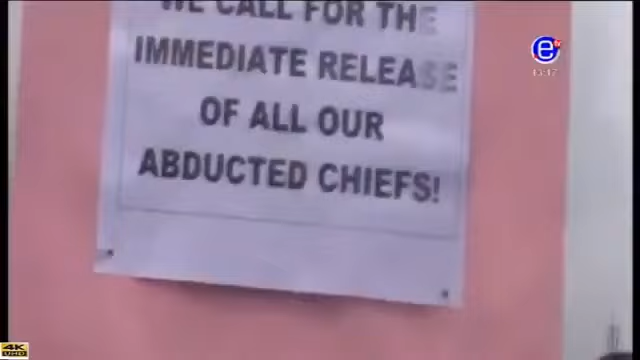 WE CALL FOR THE
IMMEDIATE RELEASE
OF ALL OUR
ABDUCTED CHIEFS!
e
4K
UHD